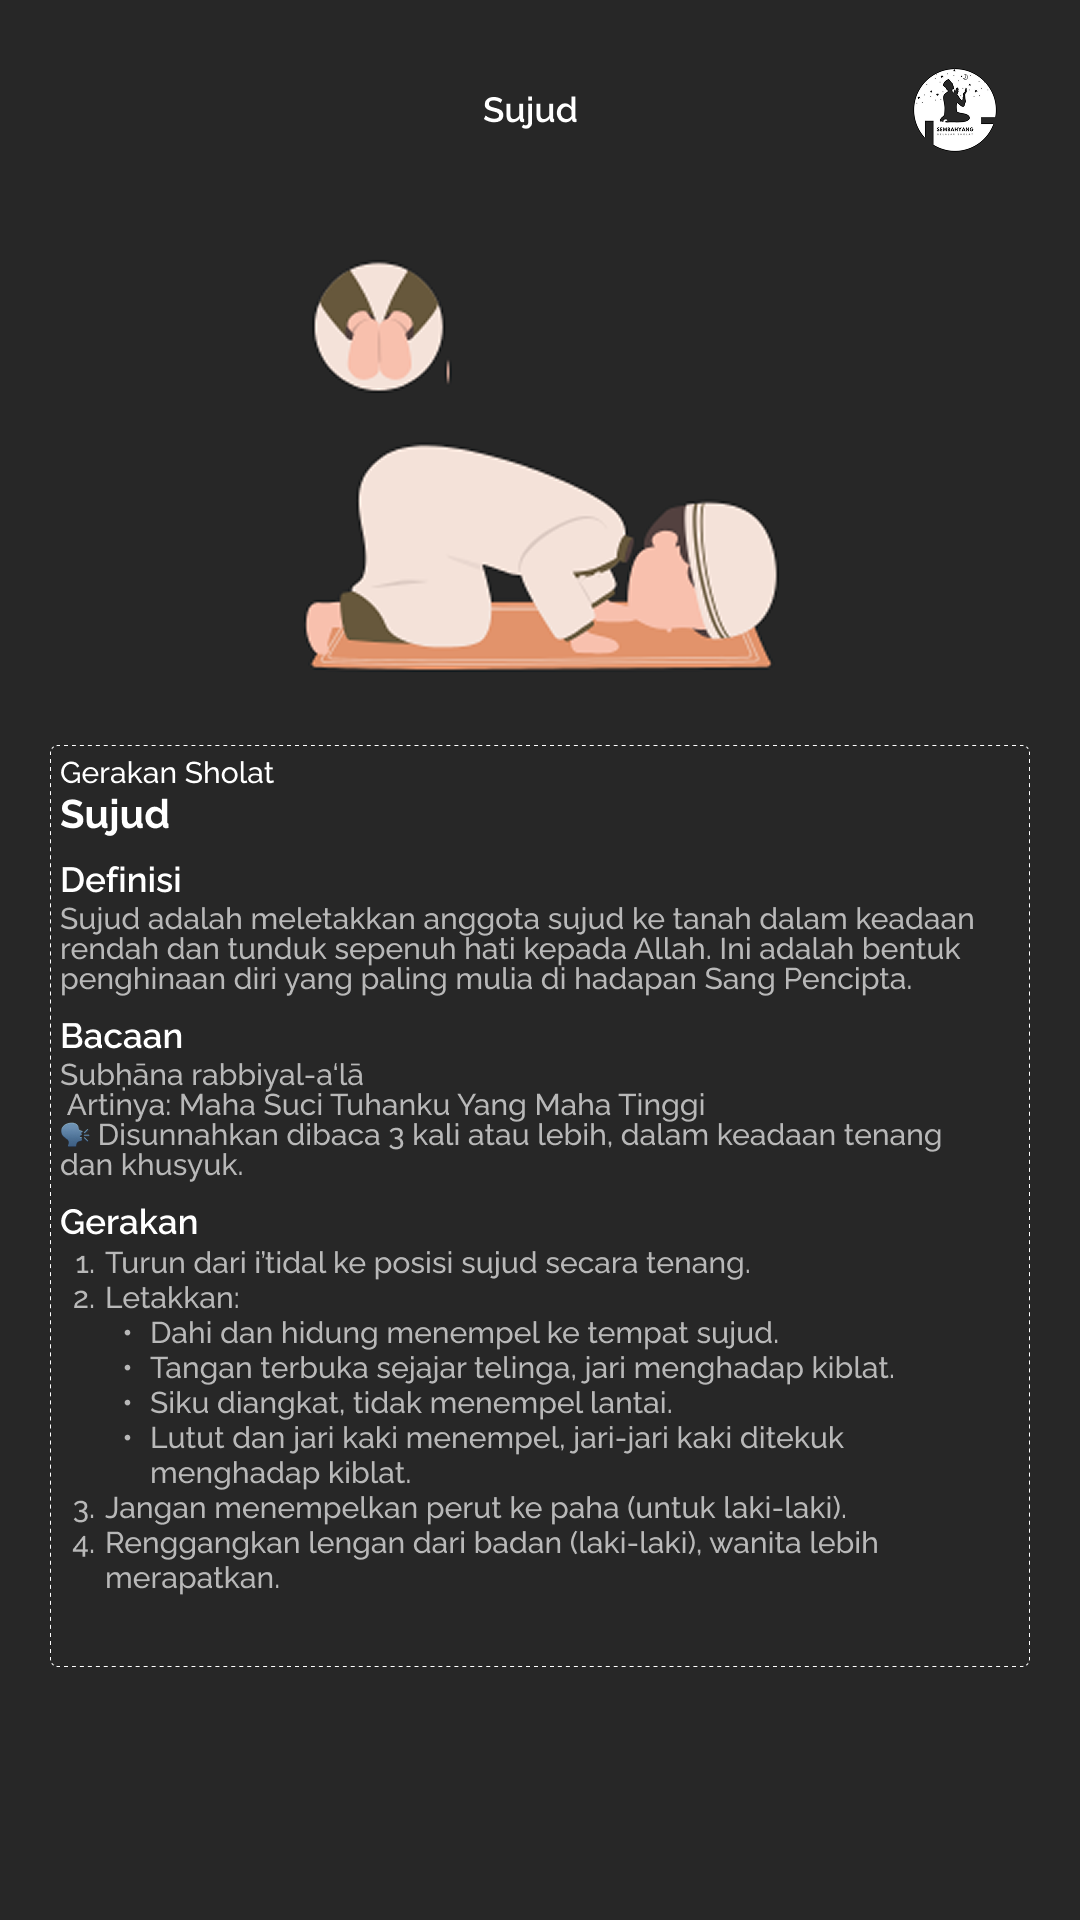 Sujud
SEMBAHYANG
Gerakan Sholat
Sujud
Definisi
Sujud adalah meletakkan anggota sujud ke tanah dalam keadaan
rendah dan tunduk sepenuh hati kepada Allah. Ini adalah bentuk
penghinaan diri yang paling mulia di hadapan Sang Pencipta.
Bacaan
Subḥāna rabbiyal-a‘lā
Artinya: Maha Suci Tuhanku Yang Maha Tinggi
🗣️ Disunnahkan dibaca 3 kali atau lebih, dalam keadaan tenang
dan khusyuk.
Gerakan
1. Turun dari i’tidal ke posisi sujud secara tenang.
2. Letakkan:
• Dahi dan hidung menempel ke tempat sujud.
• Tangan terbuka sejajar telinga, jari menghadap kiblat.
• Siku diangkat, tidak menempel lantai.
• Lutut dan jari kaki menempel, jari-jari kaki ditekuk
menghadap kiblat.
3. Jangan menempelkan perut ke paha (untuk laki-laki).
4. Renggangkan lengan dari badan (laki-laki), wanita lebih
merapatkan.